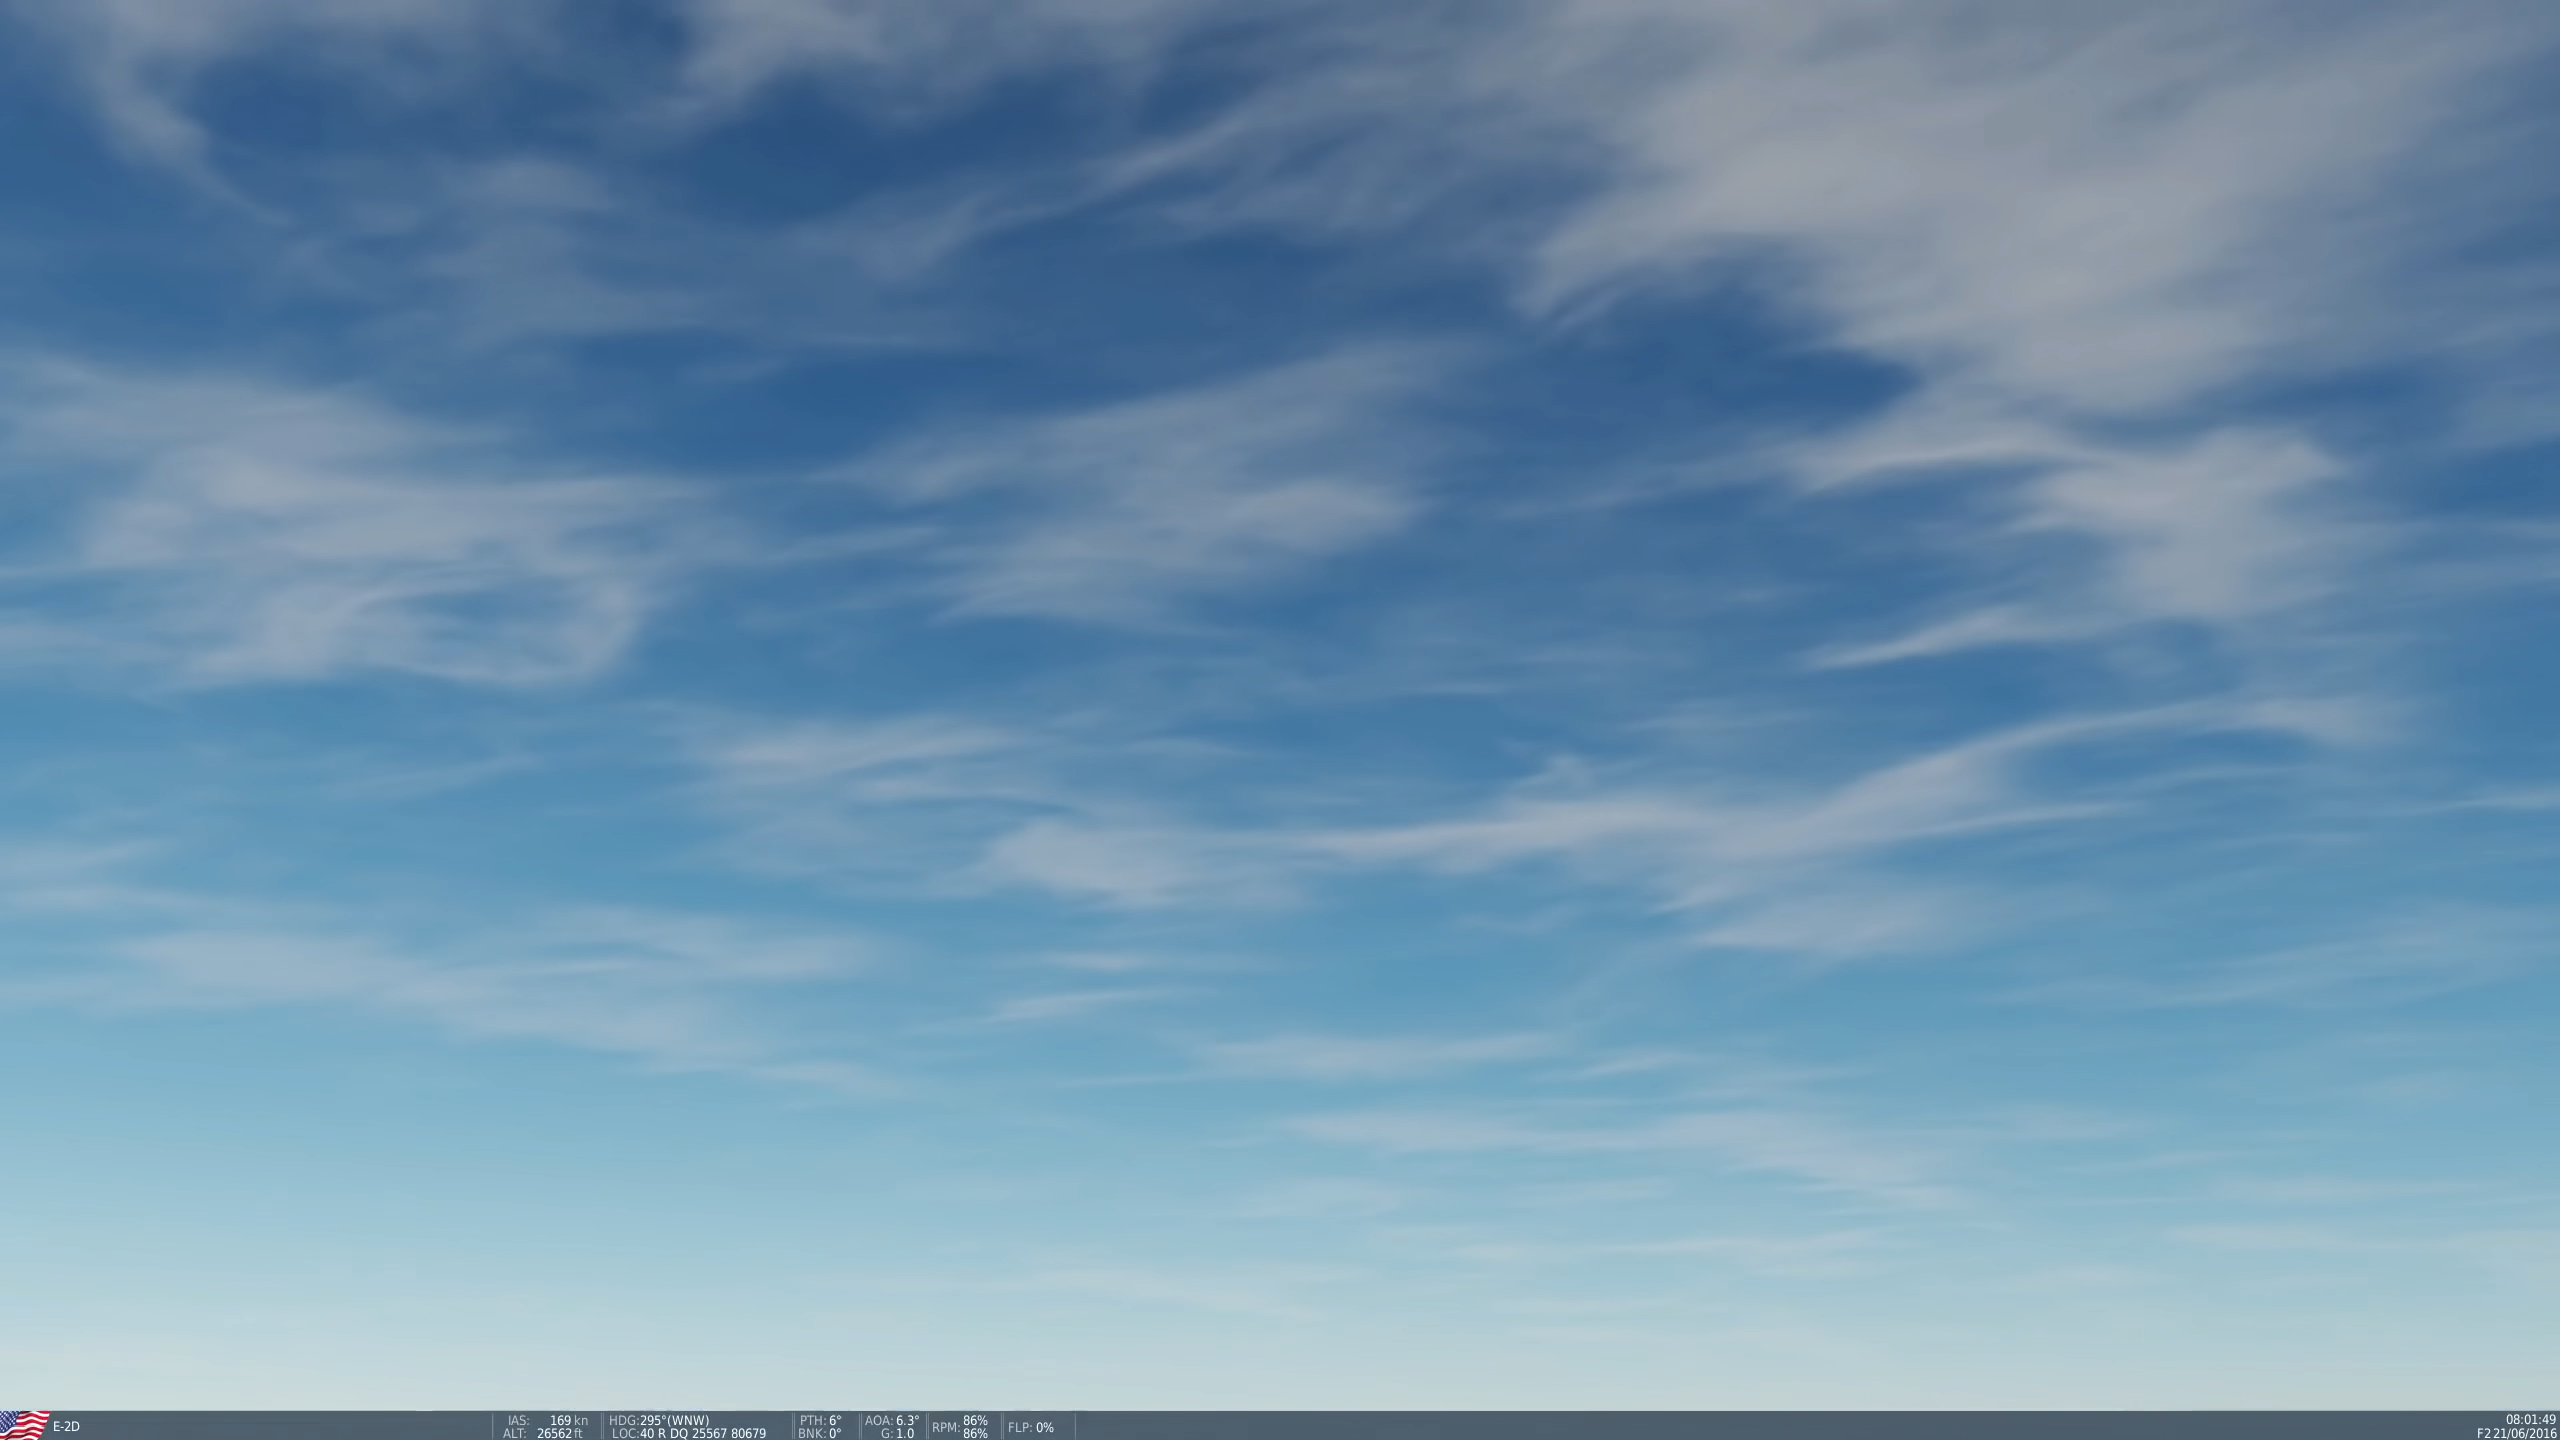 E-2D
IAS: 169 kn
ALT: 26562 ft
HDG: 295°(WNW)
LOC: 40 R DQ 25567 80679
PTH: 6°
BNK: 0°
AOA: 6.3°
G: 1.0
RPM: 86%
86%
FLP: 0%
08:01:49
F2 21/06/2016